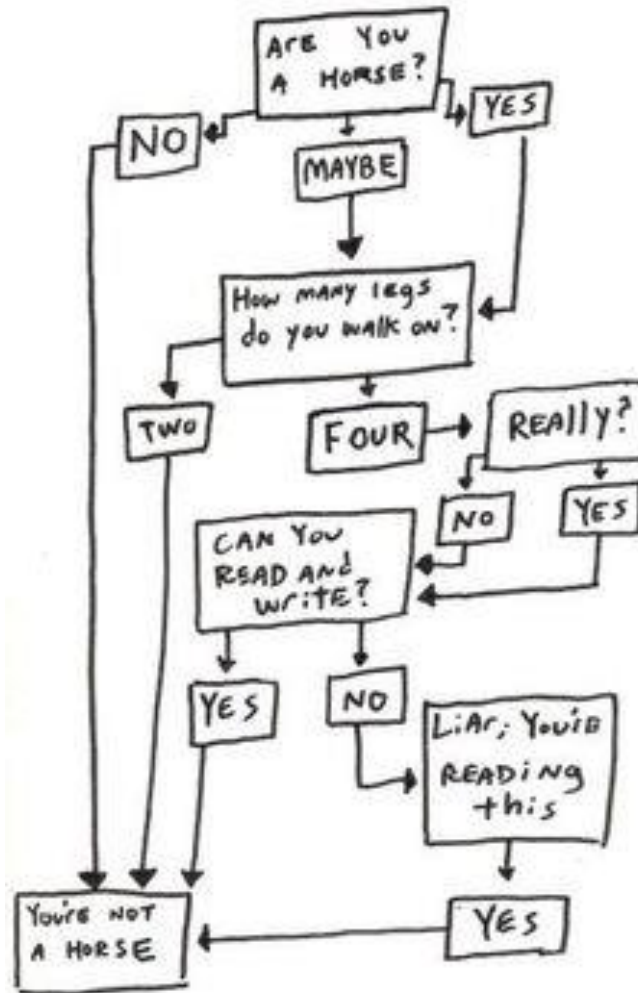 Are You
A HORSE?
NO
MAYBE
YES
How MANY legs
do you walk on?
TWO
FOUR
REAlly?
NO
YES
CAN You
READ ANd
write?
YES
NO
LiAr; You're
READing
this
YES
You're NOT
A HORSE